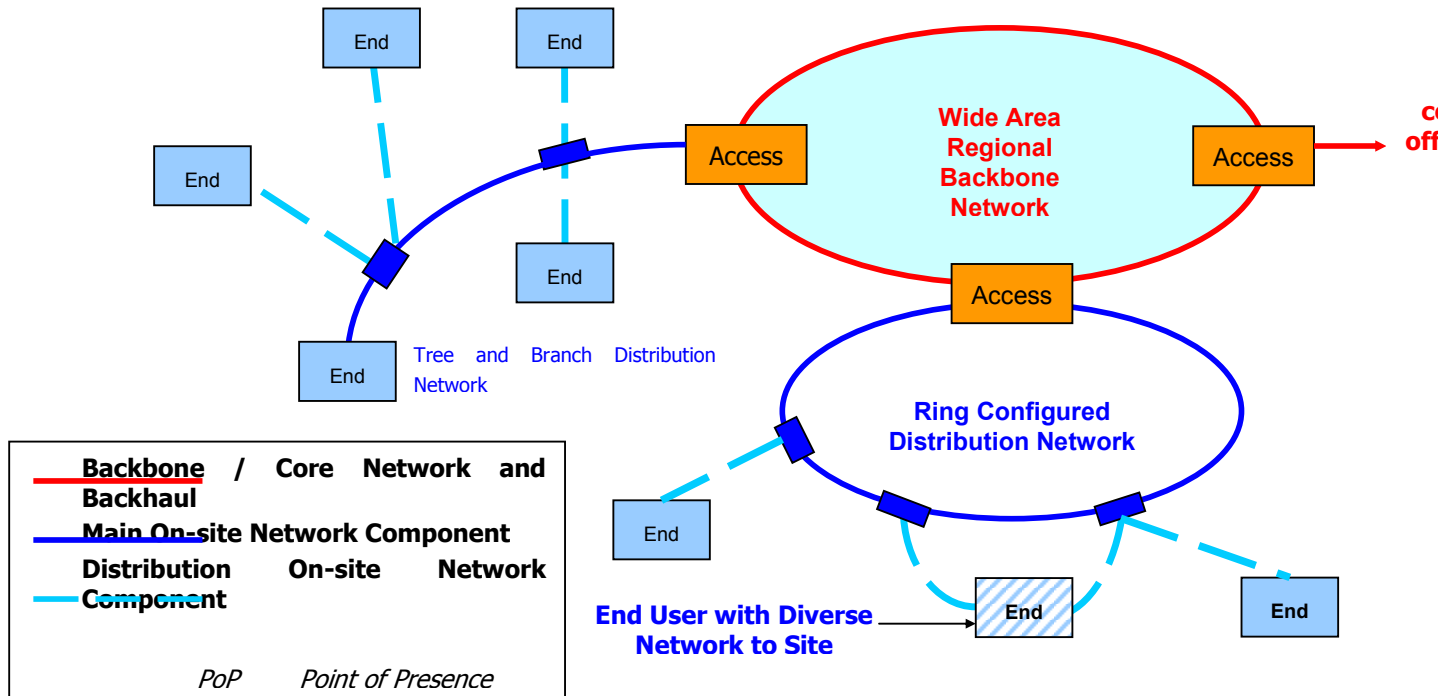 End
End
Wide Area
Regional
Backbone
Network
Access
Access
End
End
Access
End
Tree and Branch Distribution
Network
Ring Configured
Distribution Network
Backbone / Core Network and
Backhaul
Main On-site Network Component
Distribution On-site Network
Component
End
End
End
End User with Diverse
Network to Site
PoP Point of Presence